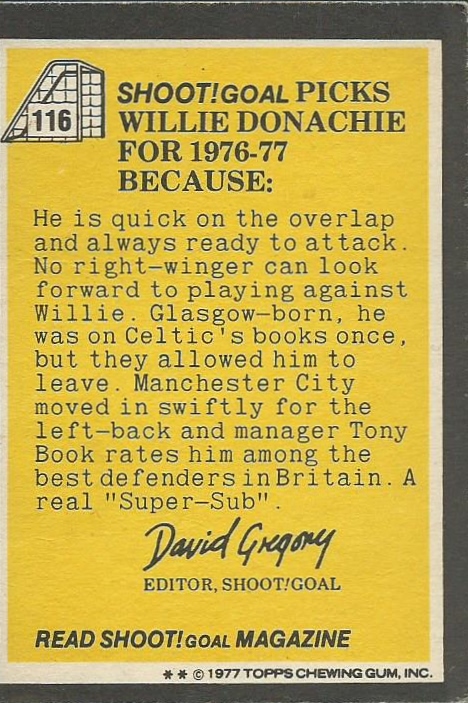 116
SHOOT!GOAL PICKS
WILLIE DONACHIE
FOR 1976-77
BECAUSE:
He is quick on the overlap
and always ready to attack.
No right—winger can look
forward to playing against
Willie. Glasgow—born, he
was on Celtic's books once,
but they allowed him to
leave. Manchester City
moved in swiftly for the
left—back and manager Tony
Book rates him among the
best defenders in Britain. A
real "Super—Sub".
David Gregory
EDITOR, SHOOT!GOAL
READ SHOOT!GOAL MAGAZINE
** © 1977 TOPPS CHEWING GUM, INC.